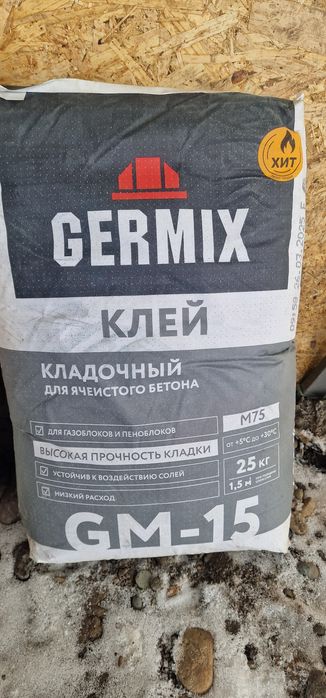 ХИТ
GERMIX
КЛЕЙ
КЛАДОЧНЫЙ
ДЛЯ ЯЧЕИСТОГО БЕТОНА
ДЛЯ ГАЗОБЛОКОВ И ПЕНОБЛОКОВ
ВЫСОКАЯ ПРОЧНОСТЬ КЛАДКИ
УСТОЙЧИВ К ВОЗДЕЙСТВИЮ СОЛЕЙ
НИЗКИЙ РАСХОД
М75
от +5°С до +30°С
25 кг
1,5 м
GM-15